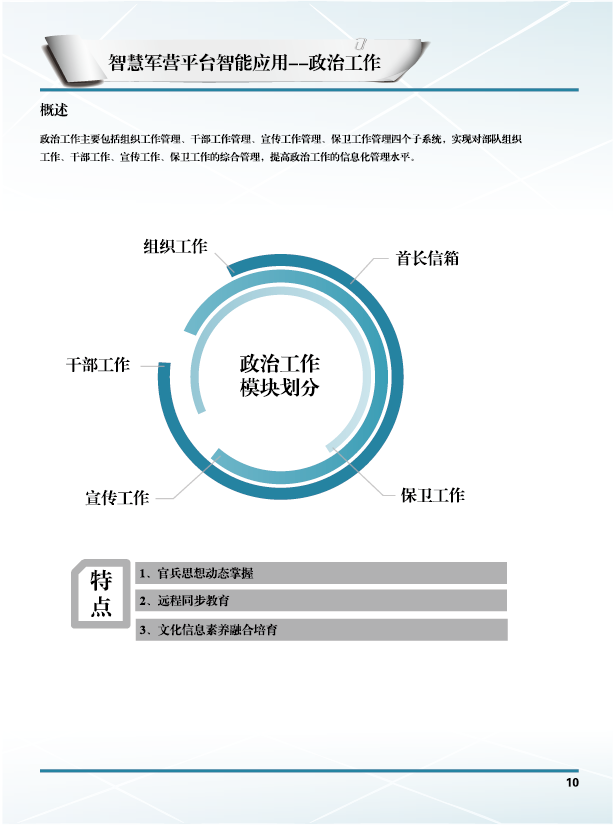 智慧军营平台智能应用--政治工作
概述
政治工作主要包括组织工作管理、干部工作管理、宣传工作管理、保卫工作管理四个子系统，实现对部队组织
工作、干部工作、宣传工作、保卫工作的综合管理，提高政治工作的信息化管理水平。
组织工作
首长信箱
干部工作
政治工作
模块划分
宣传工作
保卫工作
特
点
1、官兵思想动态掌握
2、远程同步教育
3、文化信息素养融合培育
10